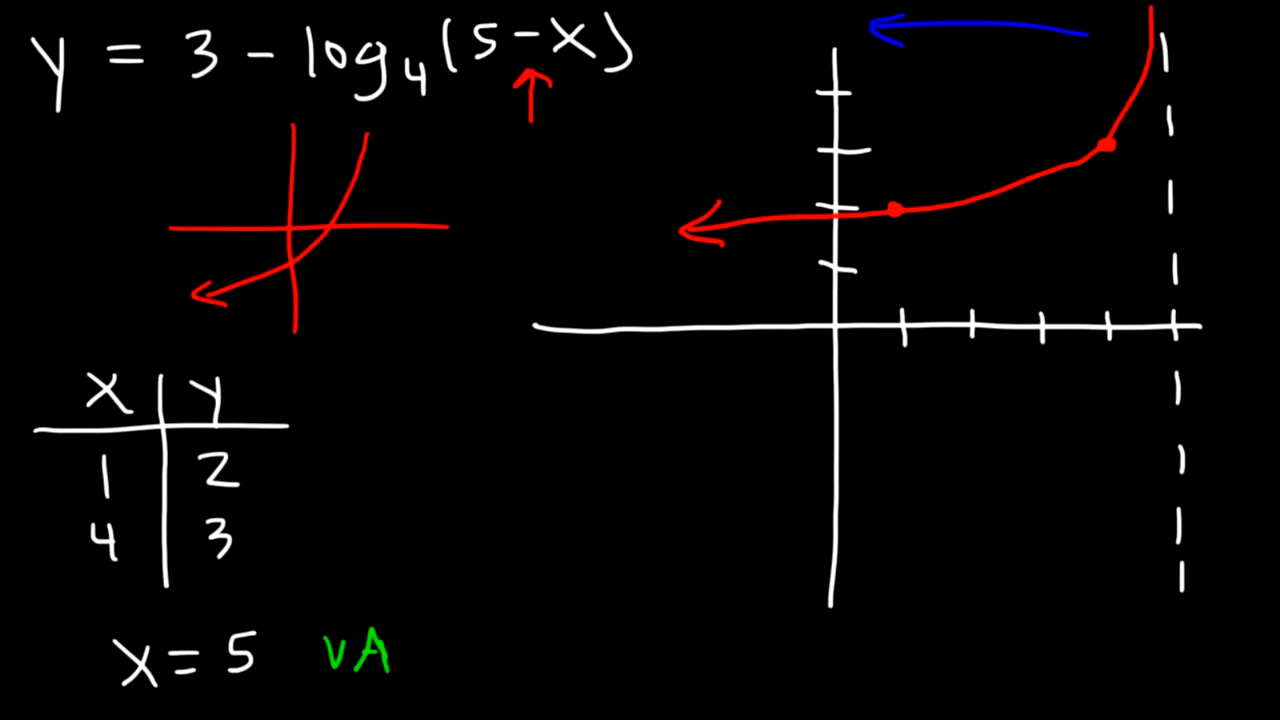 y = 3 - log₄(5-x)
x y
1 2
4 3
x = 5 VA